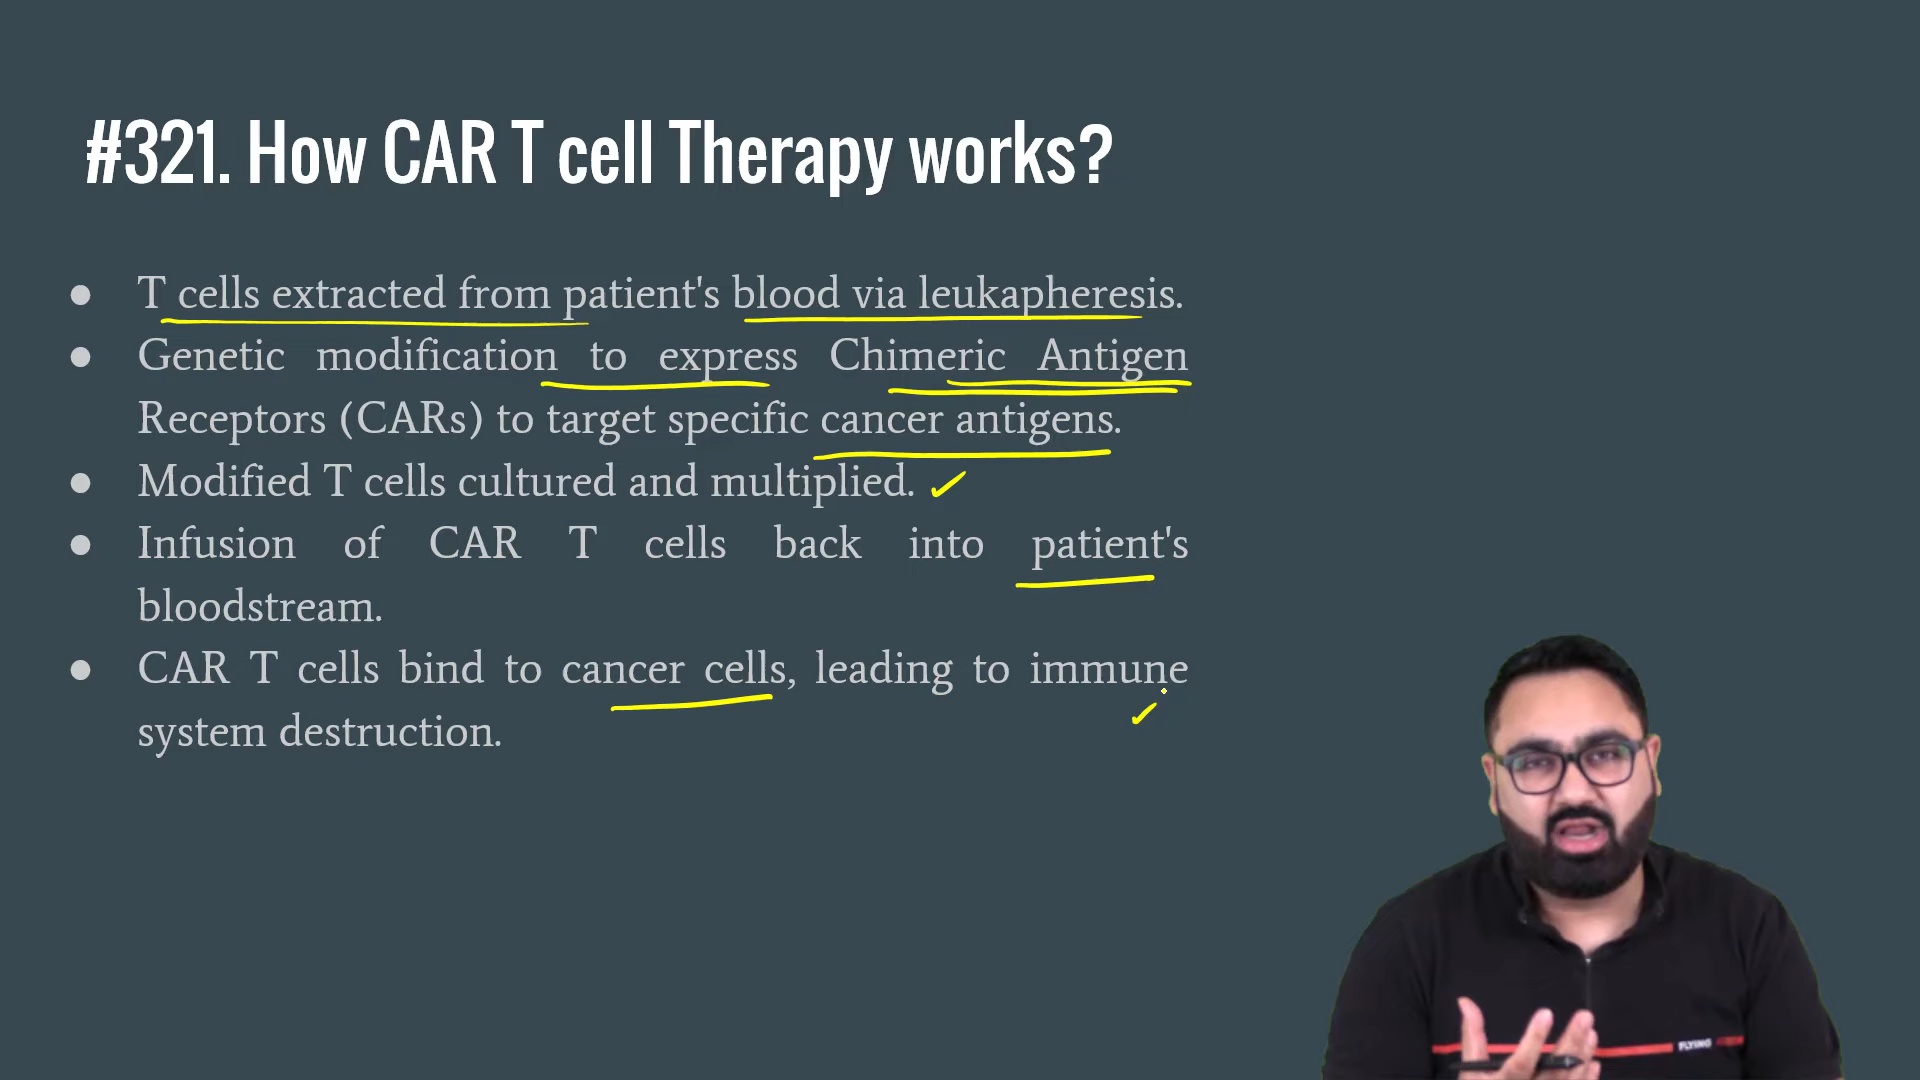 #321. How CAR T cell Therapy works?
● T cells extracted from patient's blood via leukapheresis.
● Genetic modification to express Chimeric Antigen
Receptors (CARs) to target specific cancer antigens.
● Modified T cells cultured and multiplied.
● Infusion of CAR T cells back into patient's
bloodstream.
● CAR T cells bind to cancer cells, leading to immune
system destruction.
FLYING